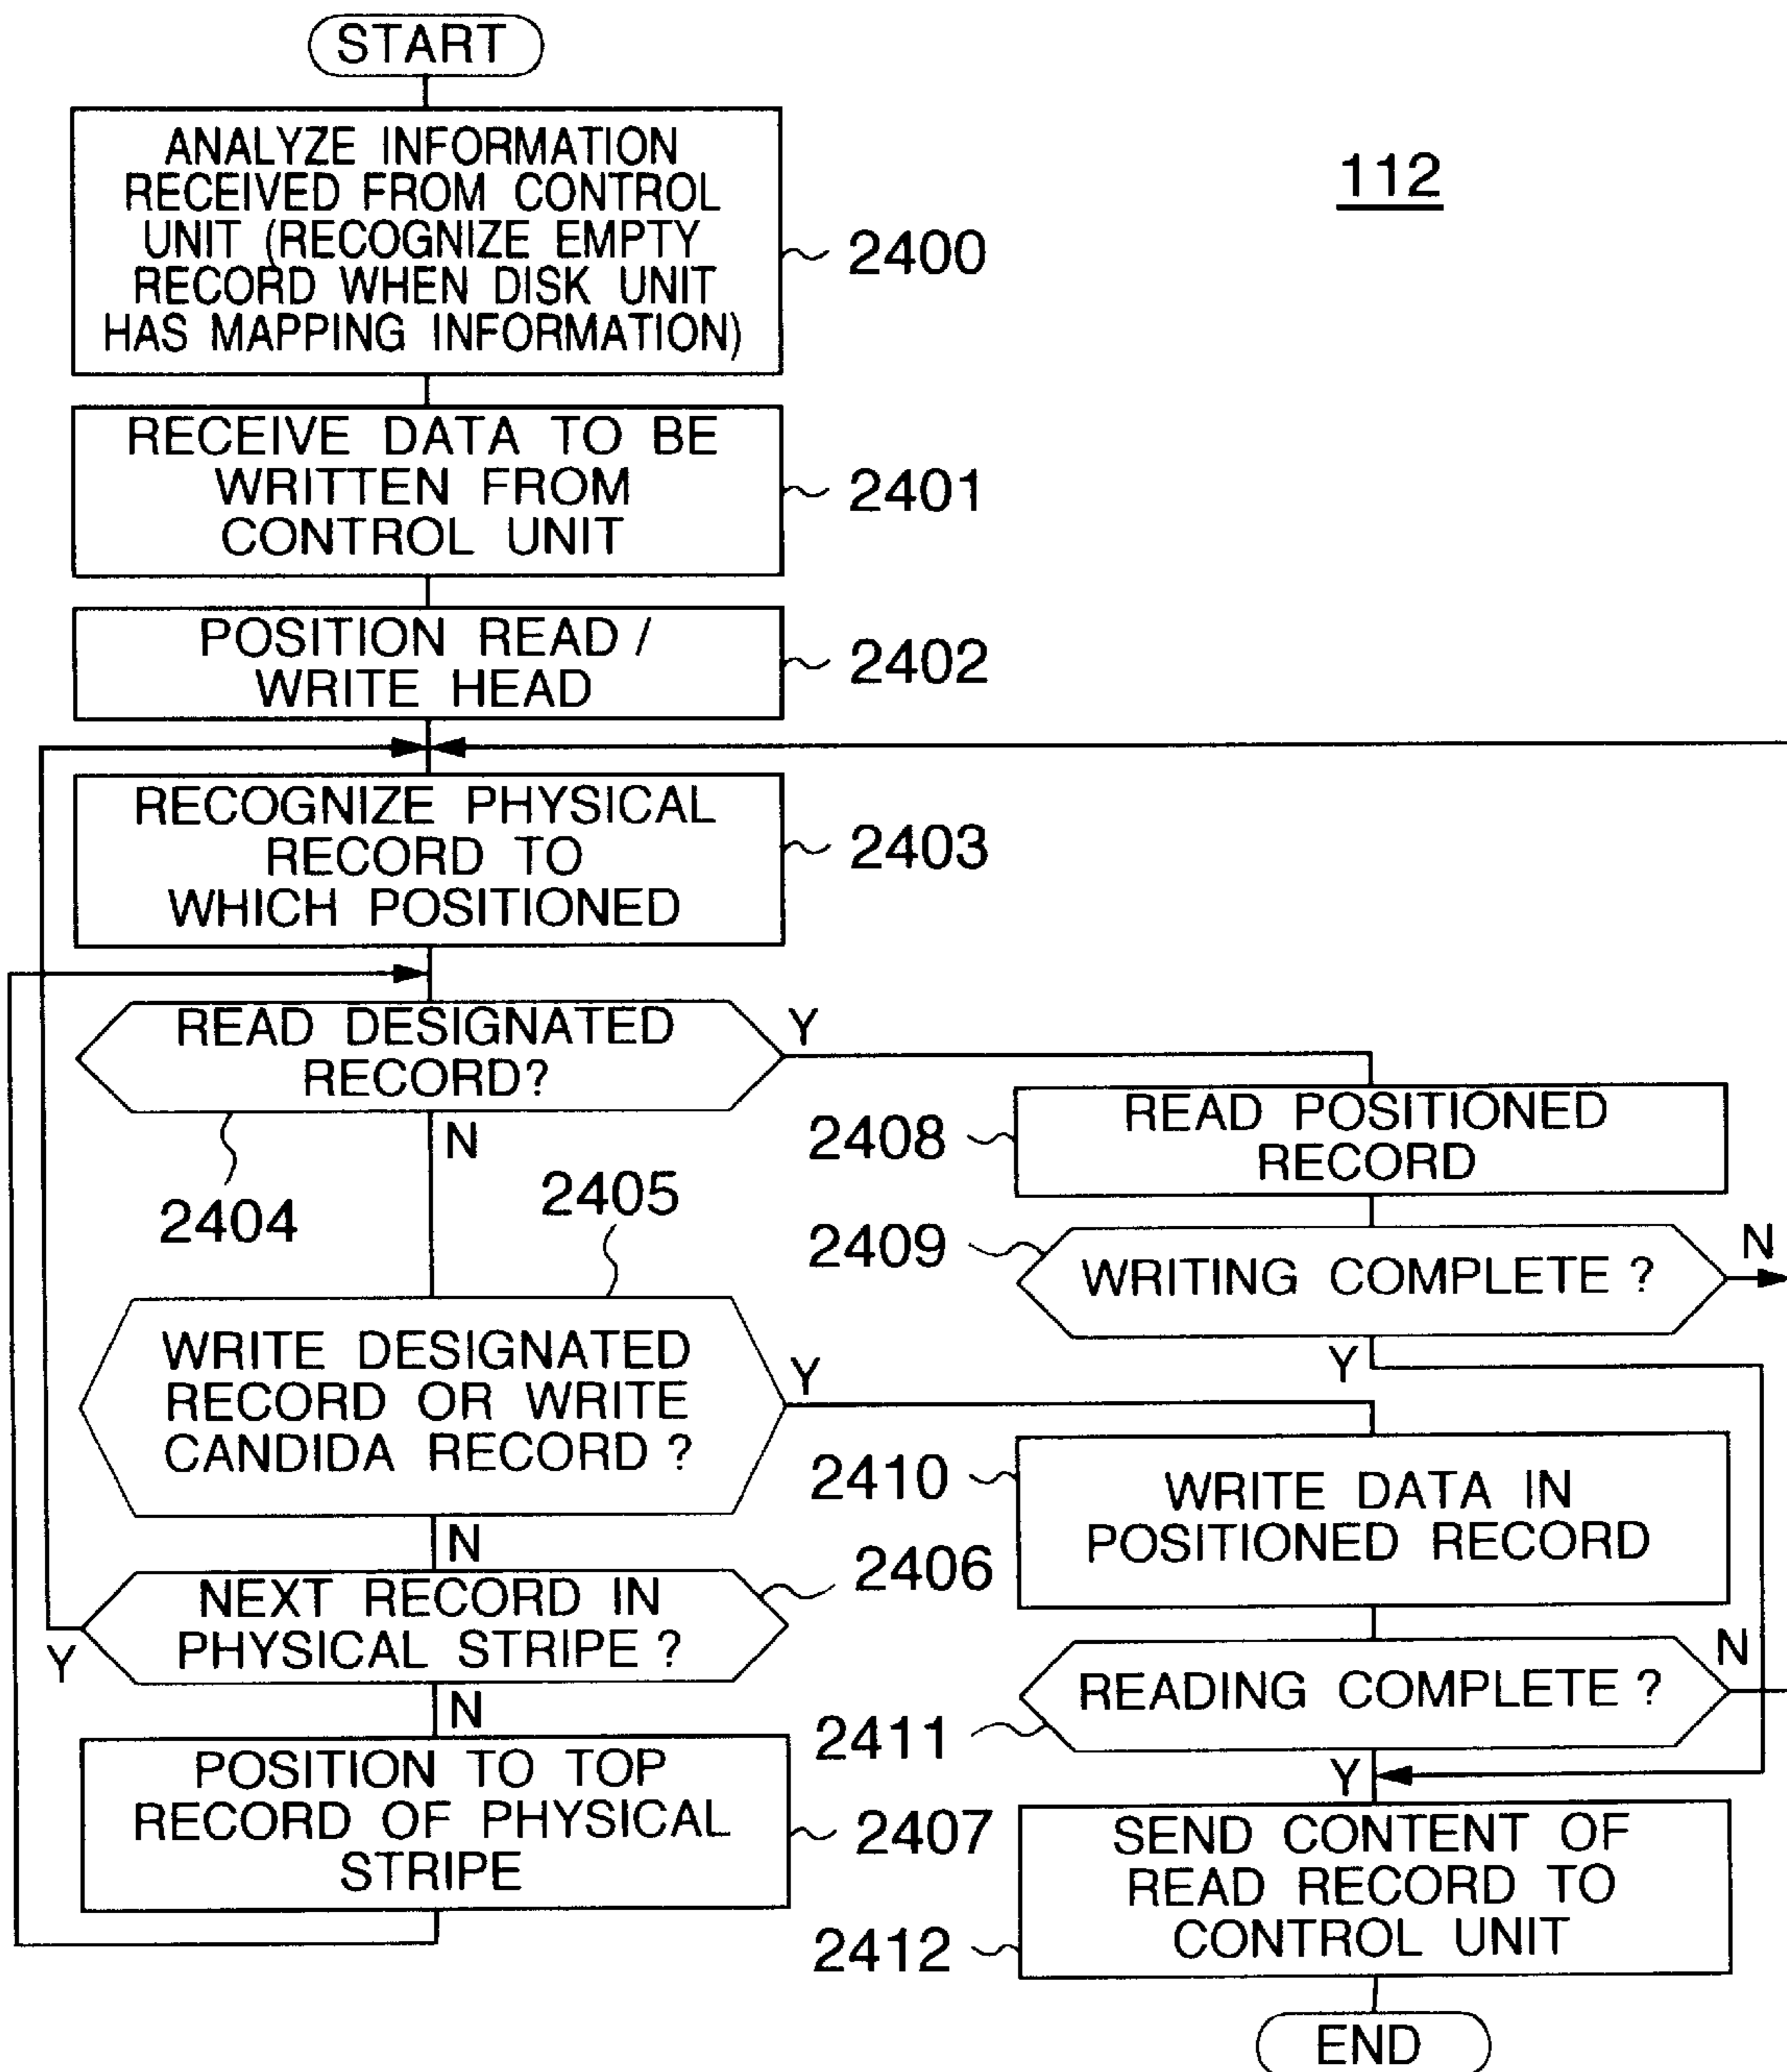 START
112
ANALYZE INFORMATION
RECEIVED FROM CONTROL
UNIT (RECOGNIZE EMPTY
RECORD WHEN DISK UNIT
HAS MAPPING INFORMATION)
2400
RECEIVE DATA TO BE
WRITTEN FROM
CONTROL UNIT
2401
POSITION READ /
WRITE HEAD
2402
RECOGNIZE PHYSICAL
RECORD TO
WHICH POSITIONED
2403
READ DESIGNATED
RECORD?
Y
N
2404
2405
WRITE DESIGNATED
RECORD OR WRITE
CANDIDA RECORD ?
Y
N
NEXT RECORD IN
PHYSICAL STRIPE ?
2406
Y
N
POSITION TO TOP
RECORD OF PHYSICAL
STRIPE
2407
2408
READ POSITIONED
RECORD
2409
WRITING COMPLETE ?
N
Y
2410
WRITE DATA IN
POSITIONED RECORD
READING COMPLETE ?
N
2411
Y
SEND CONTENT OF
READ RECORD TO
CONTROL UNIT
2412
END